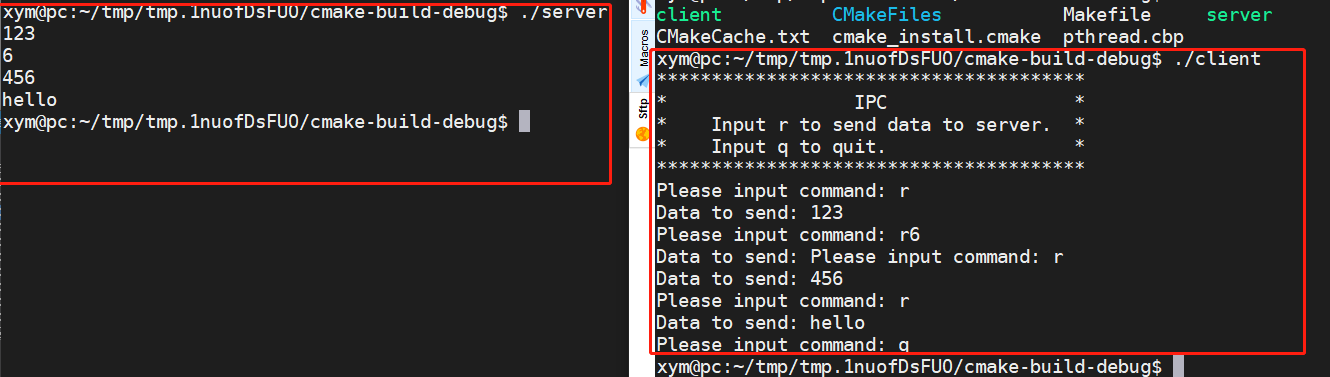 xym@pc:~/tmp/tmp.1nuofDsFUO/cmake-build-debug$ ./server
123
6
456
hello
xym@pc:~/tmp/tmp.1nuofDsFUO/cmake-build-debug$
Macros
Sftp
client CMakeFiles Makefile server
CMakeCache.txt cmake_install.cmake pthread.cbp
xym@pc:~/tmp/tmp.1nuofDsFUO/cmake-build-debug$ ./client
***************************************
* IPC *
* Input r to send data to server. *
* Input q to quit. *
***************************************
Please input command: r
Data to send: 123
Please input command: r6
Data to send: Please input command: r
Data to send: 456
Please input command: r
Data to send: hello
Please input command: q
xym@pc:~/tmp/tmp.1nuofDsFUO/cmake-build-debug$